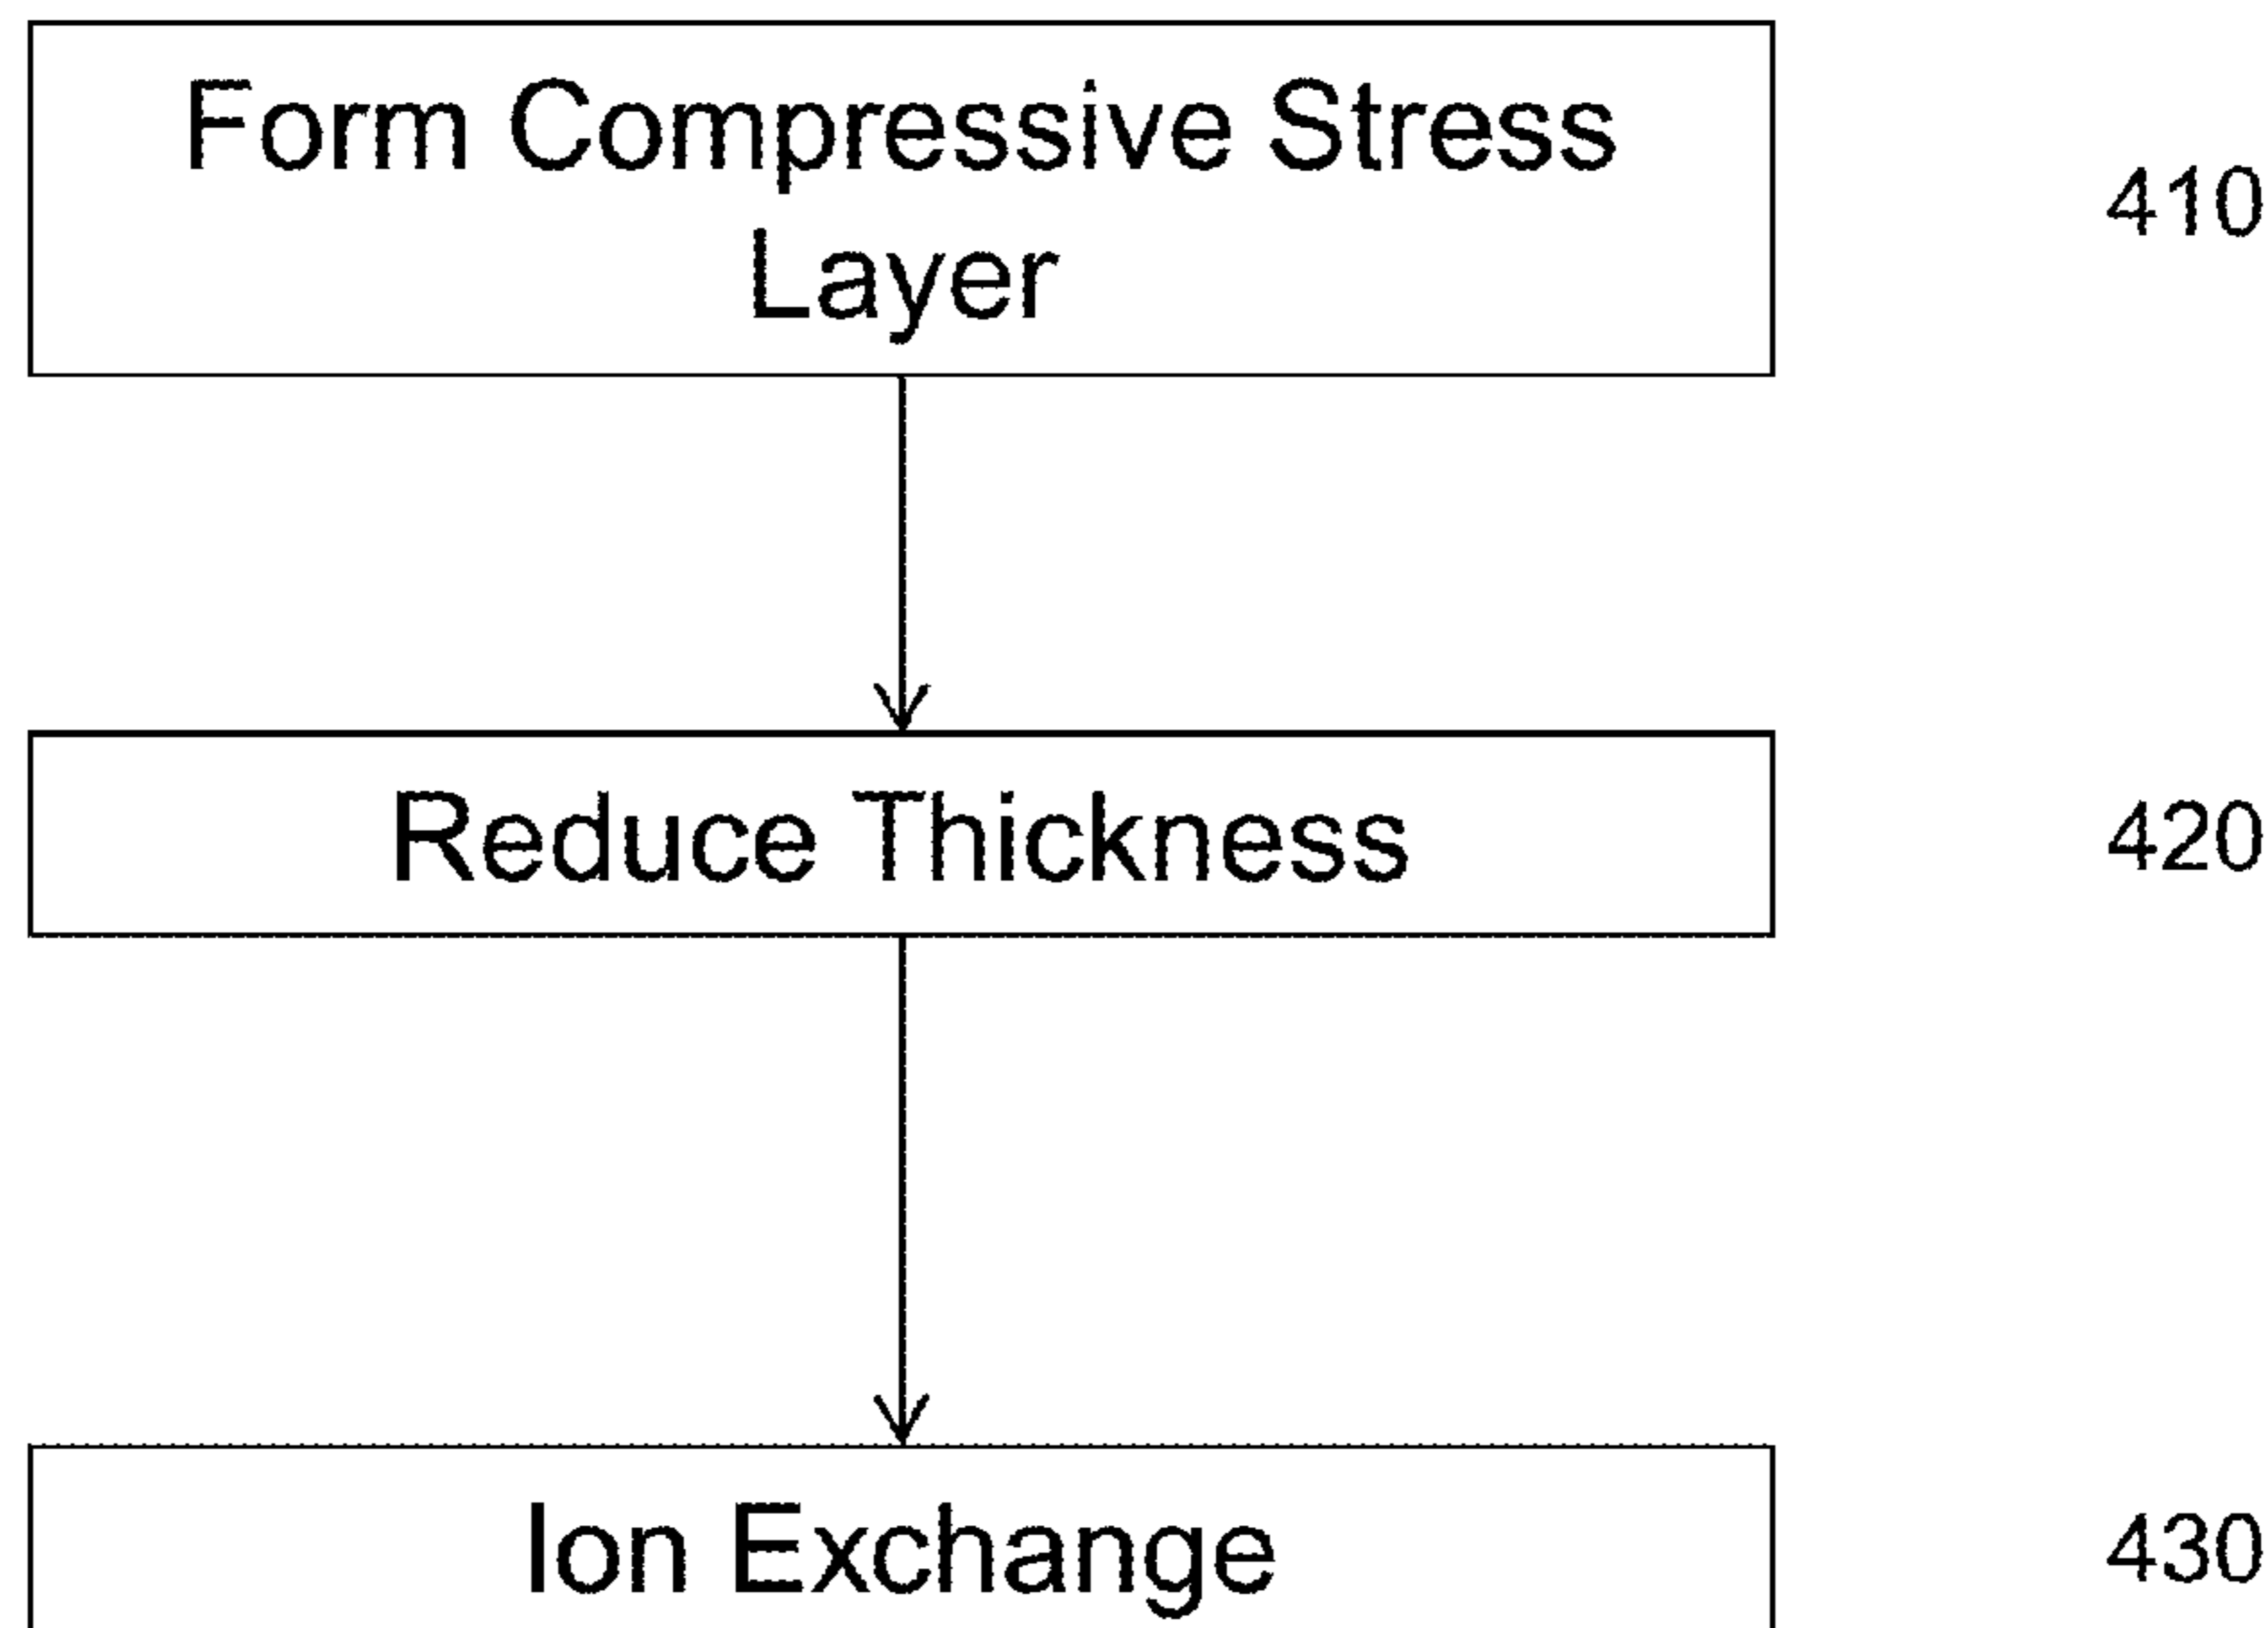 Form Compressive Stress
Layer
410
Reduce Thickness
420
Ion Exchange
430